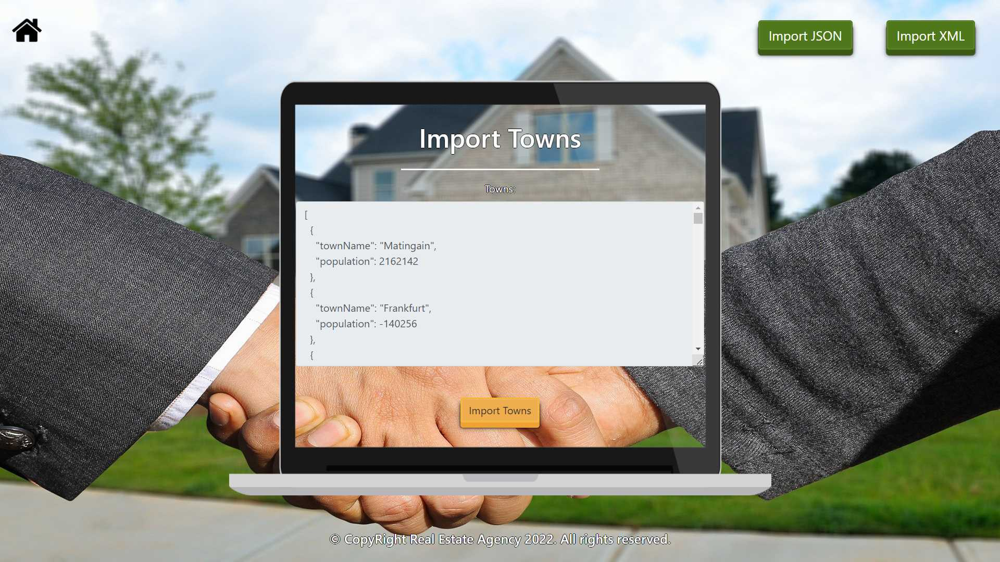 Import JSON
Import XML
Import Towns
Towns:
[
{
"townName": "Matingain",
"population": 2162142
},
{
"townName": "Frankfurt",
"population": -140256
},
{
Import Towns
© CopyRight Real Estate Agency 2022. All rights reserved.